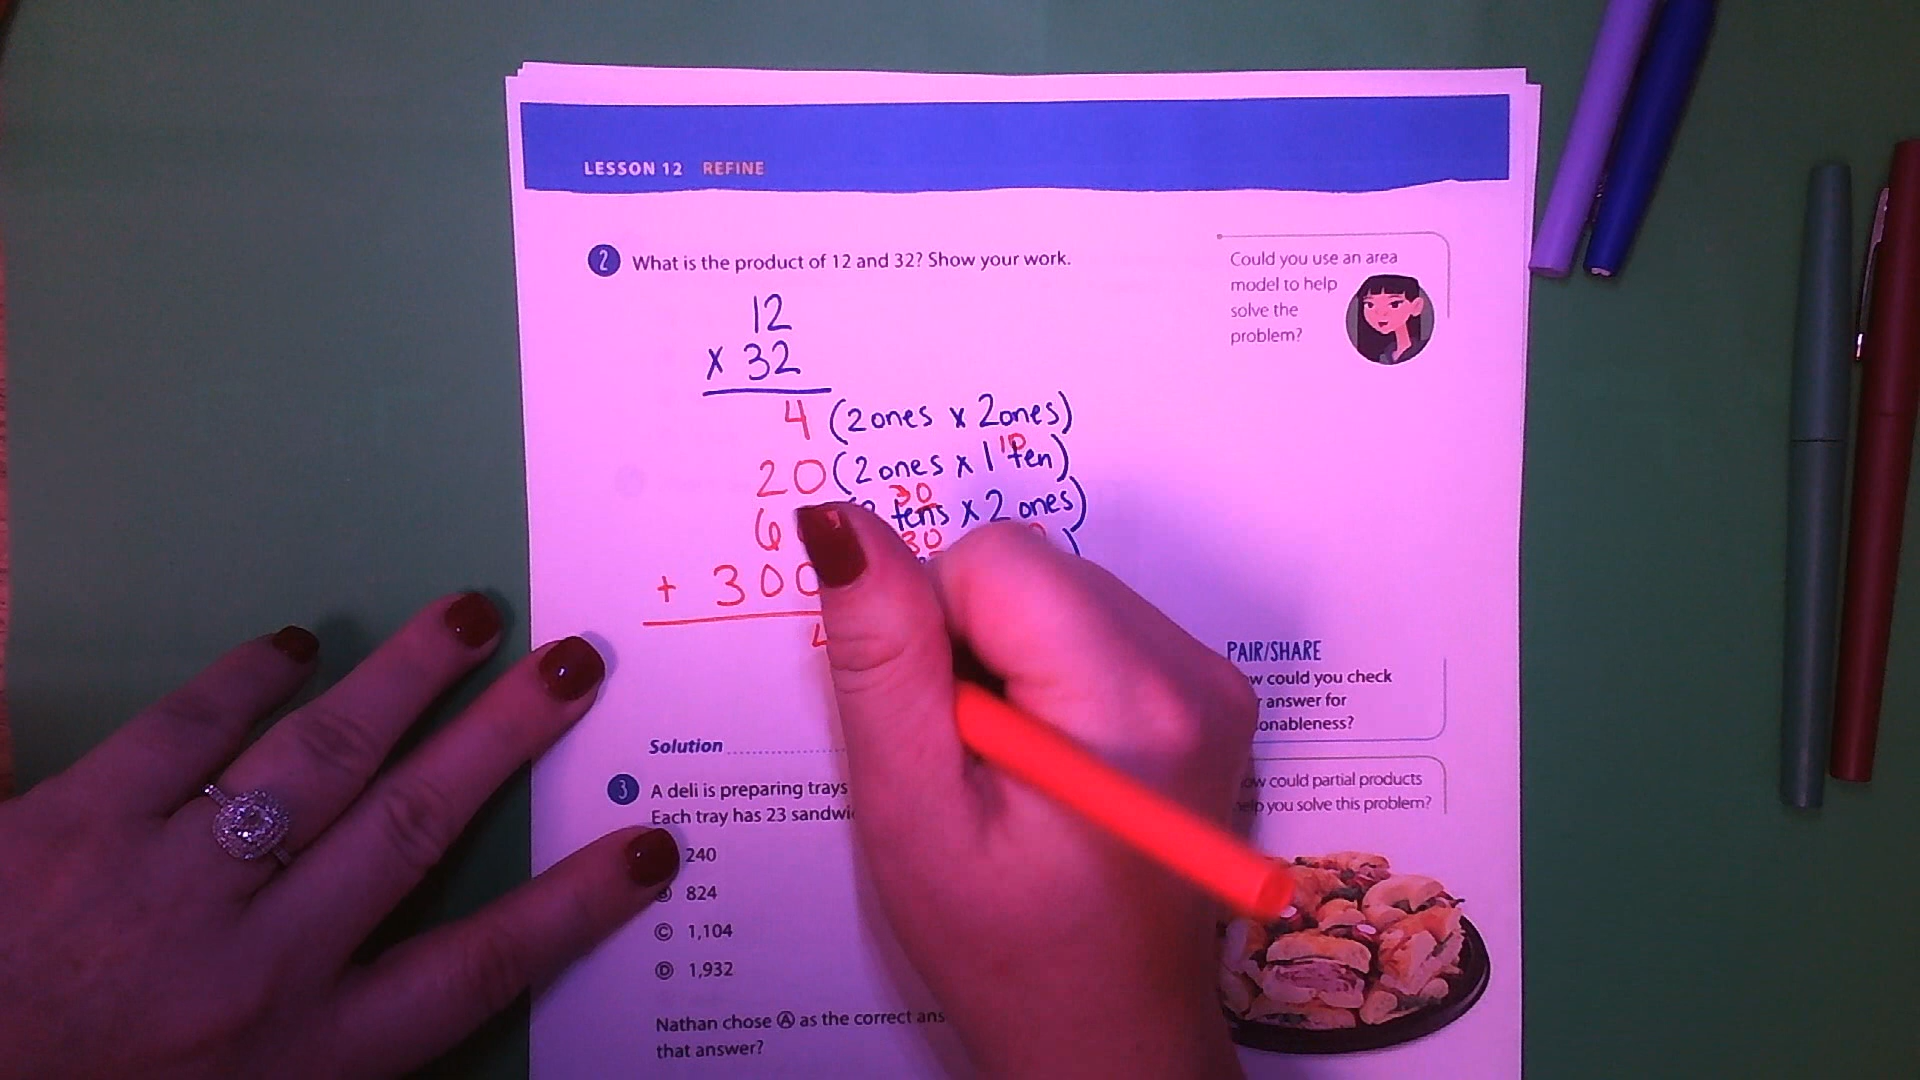 LESSON 12 REFINE
2 What is the product of 12 and 32? Show your work.
12
x 32
4 (2 ones x 2 ones)
10
20 (2 ones x 1 ten)
30
tens x 2 ones)
30
+ 300
4
Could you use an area
model to help
solve the
problem?
PAIR/SHARE
could you check
answer for
Solution
3 A deli is preparing trays
Each tray has 23
240
824
C 1,104
D 1,932
Nathan chose A as the correct
that answer?
could partial products
you solve this problem?